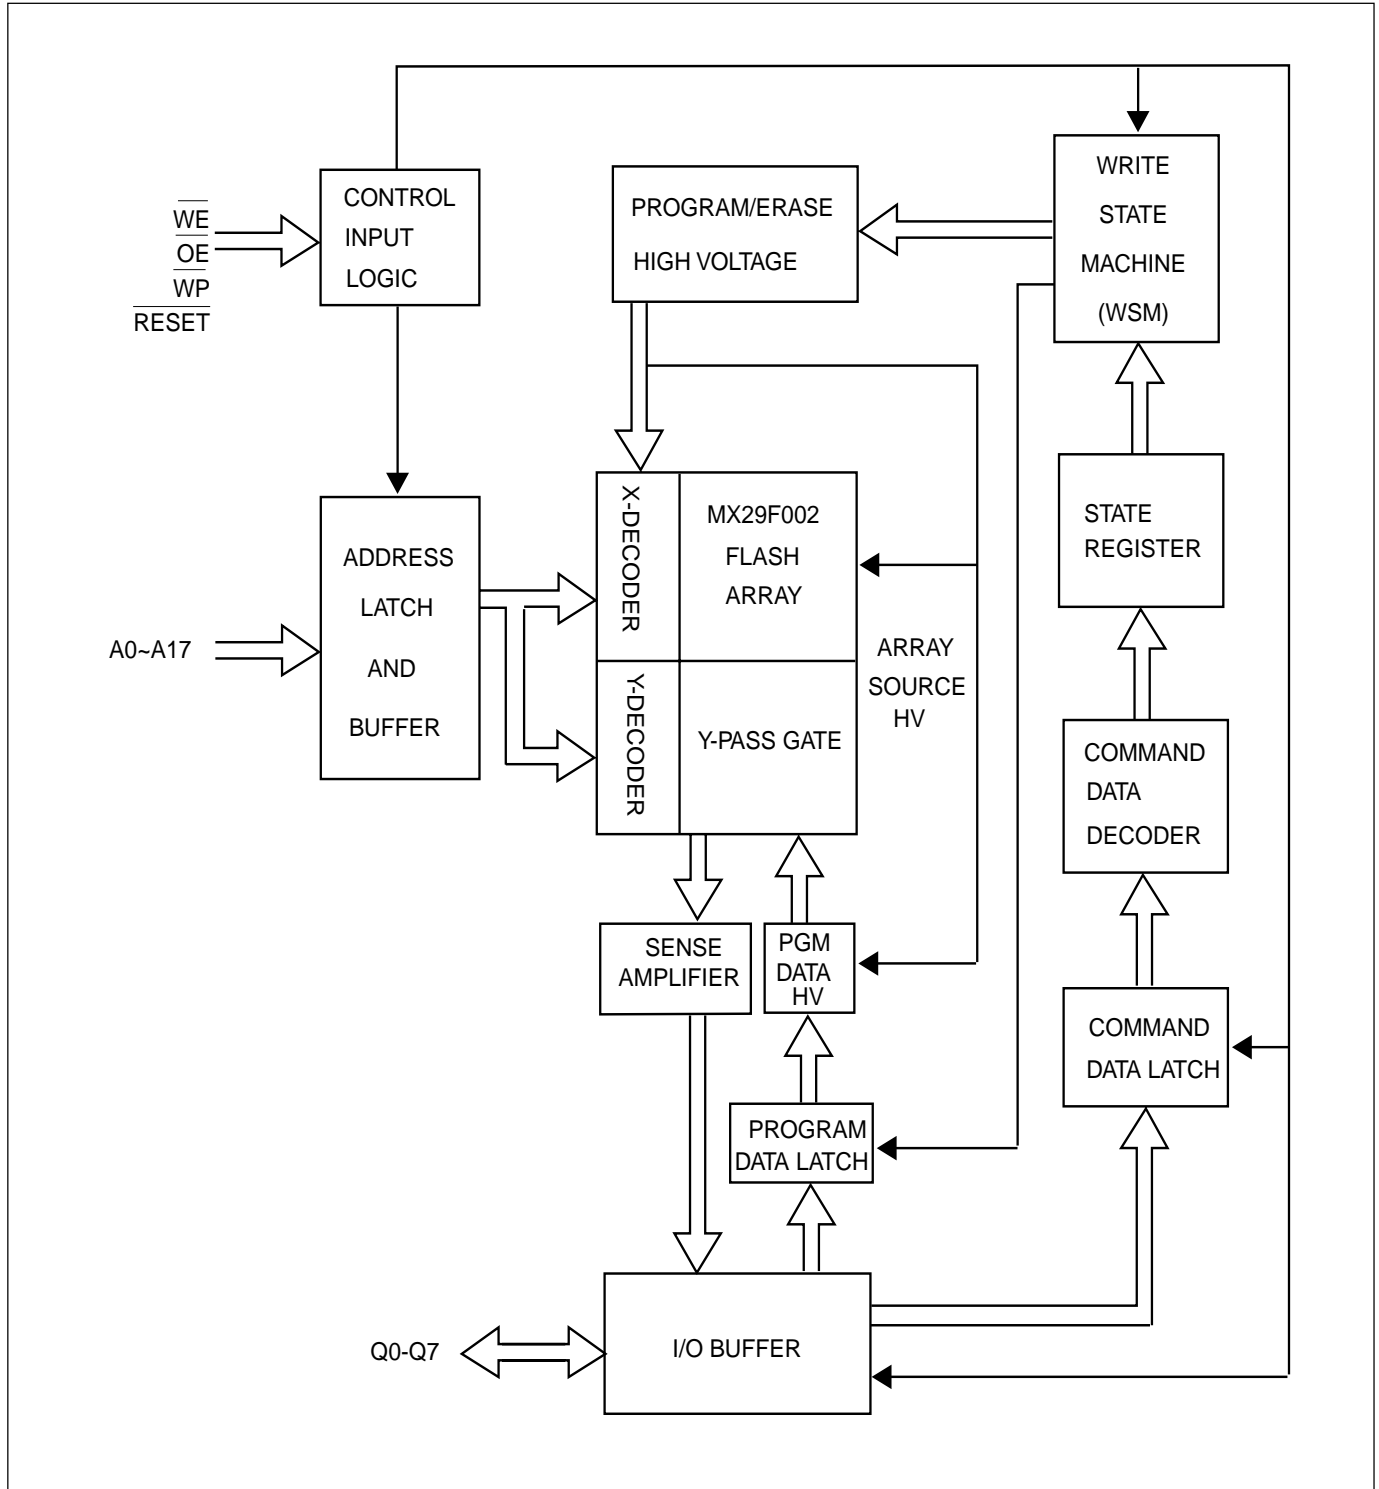 WE
OE
WP
RESET
CONTROL
INPUT
LOGIC
PROGRAM/ERASE
HIGH VOLTAGE
WRITE
STATE
MACHINE
(WSM)
A0~A17
ADDRESS
LATCH
AND
BUFFER
X-DECODER
MX29F002
FLASH
ARRAY
Y-DECODER
Y-PASS GATE
ARRAY
SOURCE
HV
STATE
REGISTER
COMMAND
DATA
DECODER
SENSE
AMPLIFIER
PGM
DATA
HV
COMMAND
DATA LATCH
PROGRAM
DATA LATCH
Q0-Q7
I/O BUFFER